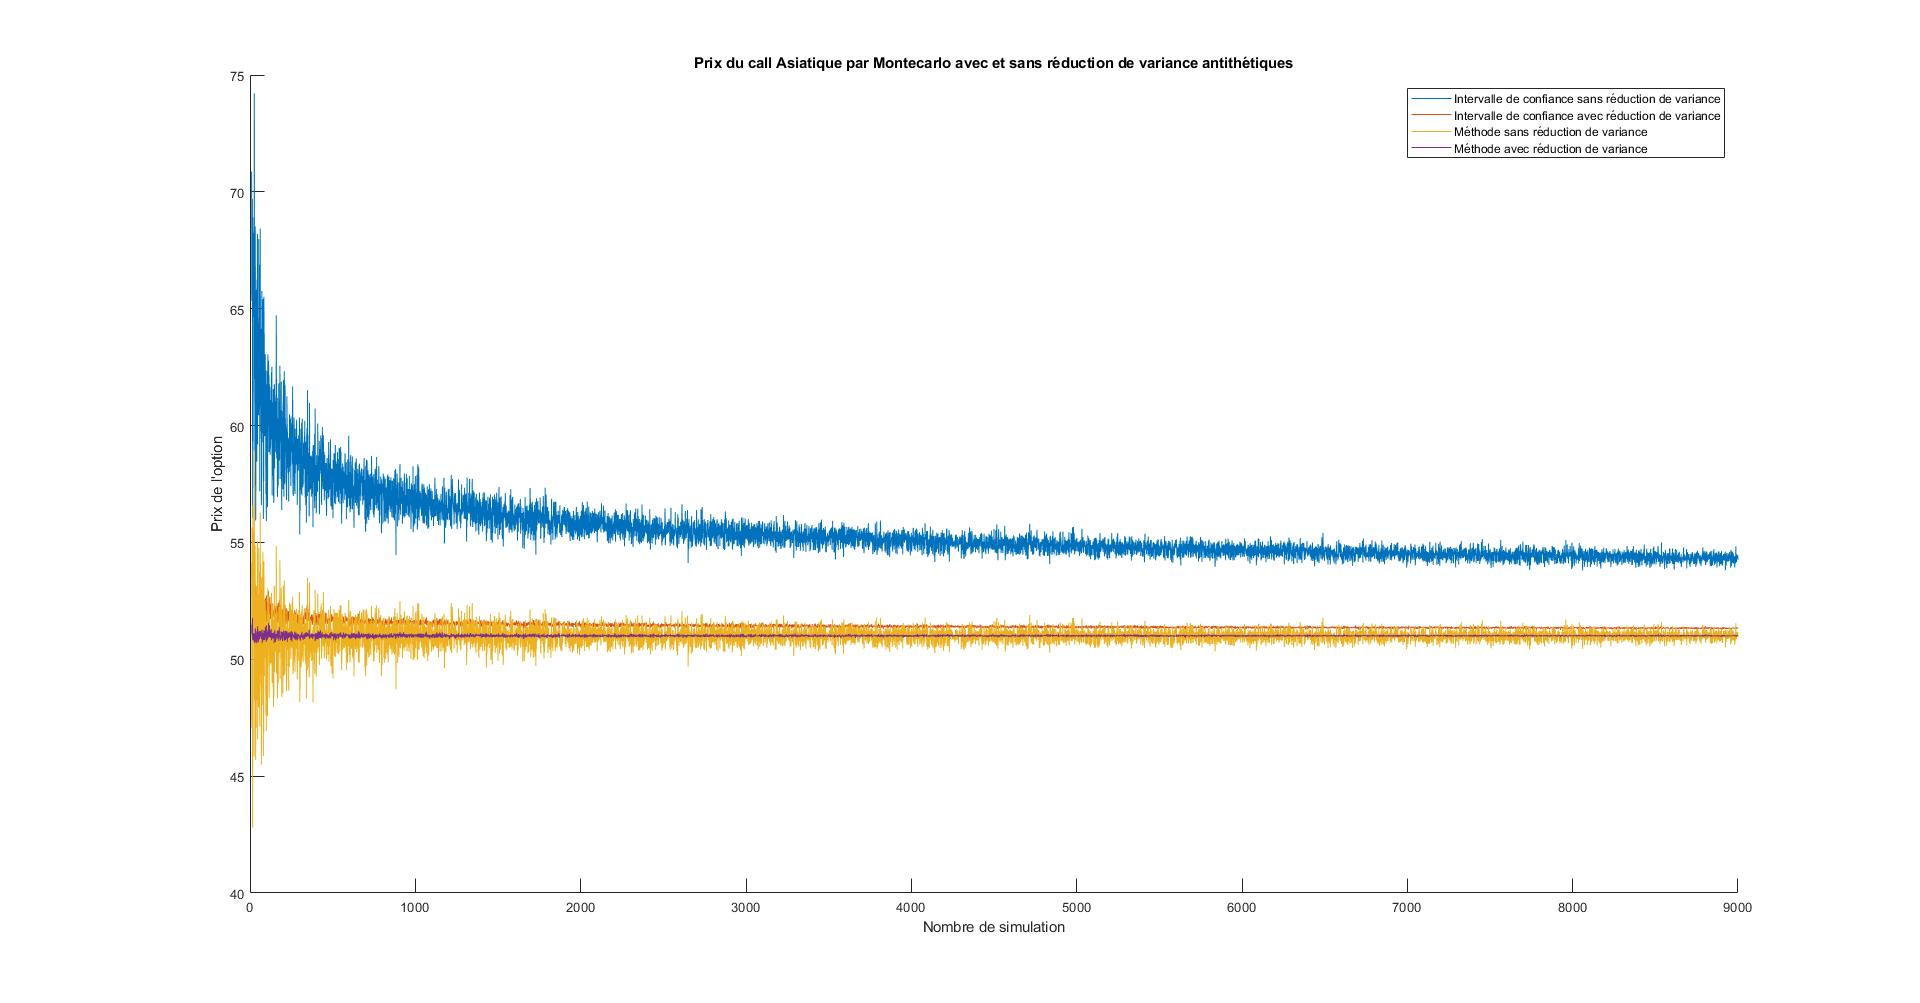 Prix du call Asiatique par Montecarlo avec et sans réduction de variance antithétiques
Intervalle de confiance sans réduction de variance
Intervalle de confiance avec réduction de variance
Méthode sans réduction de variance
Méthode avec réduction de variance
75
70
65
60
55
50
45
40
Prix de l'option
0 1000 2000 3000 4000 5000 6000 7000 8000 9000
Nombre de simulation